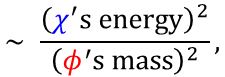 ~ (χ's energy)²
(ϕ's mass)² ,